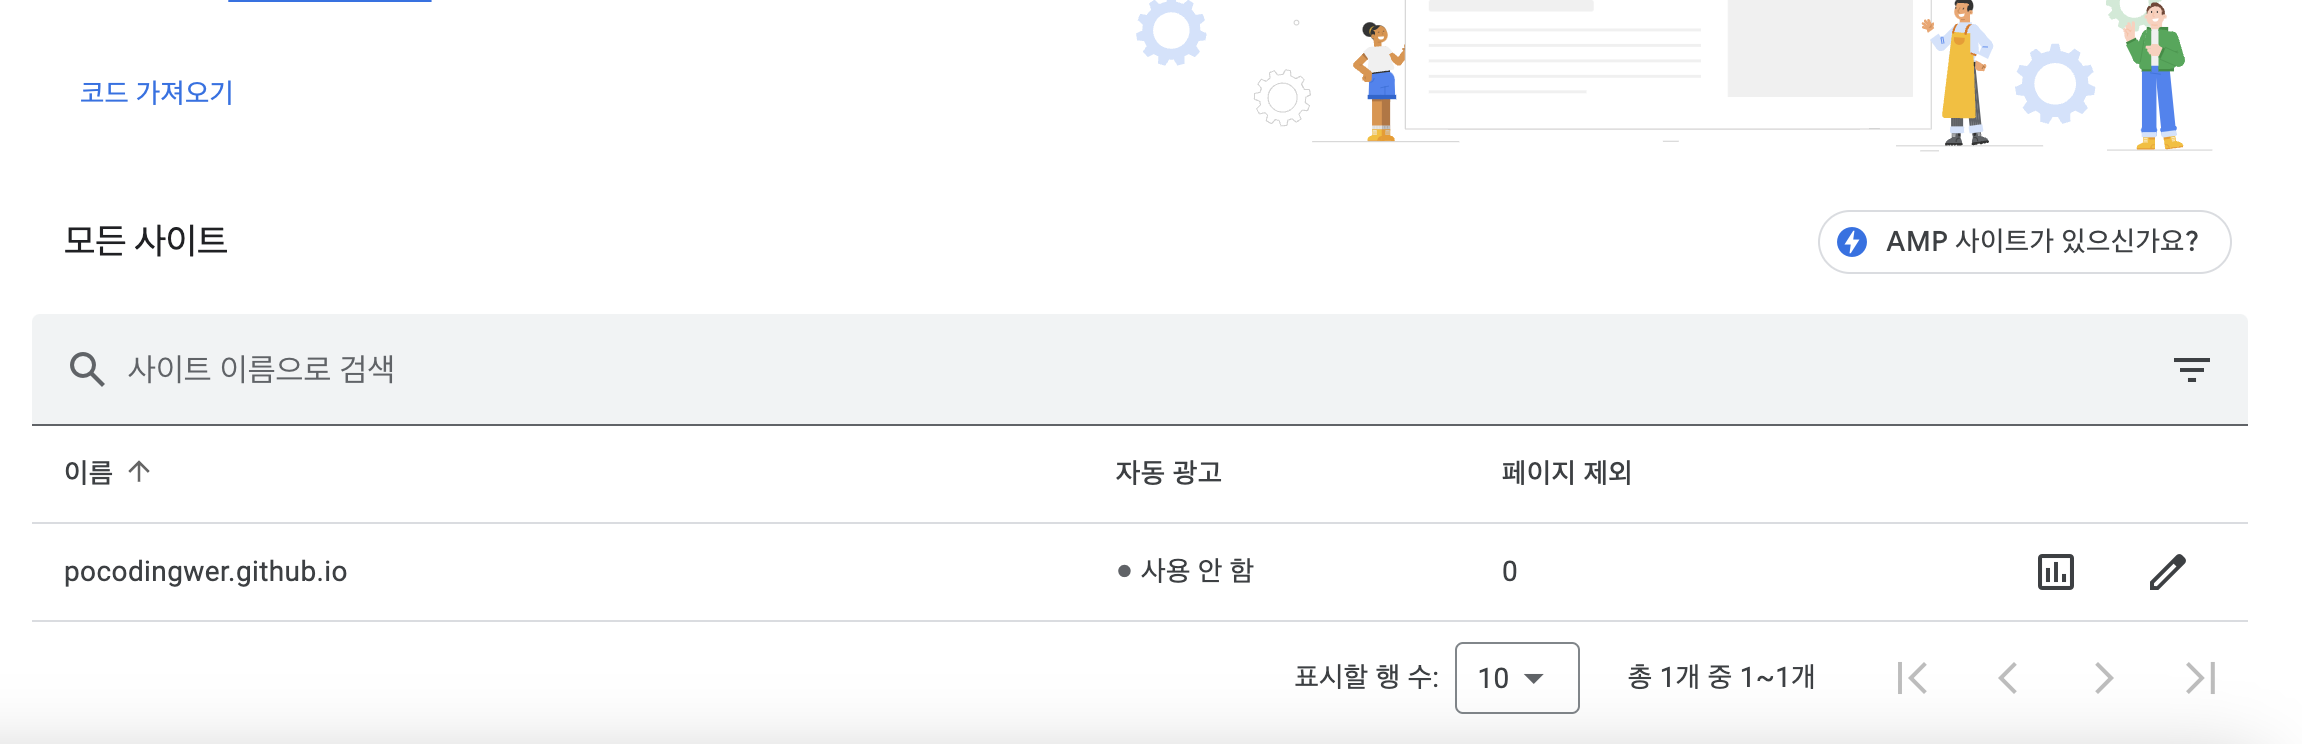 코드 가져오기
모든 사이트
AMP 사이트가 있으신가요?
사이트 이름으로 검색
이름 자동 광고 페이지 제외
pocodingwer.github.io 사용 안 함 0
표시할 행 수: 10 총 1개 중 1~1개